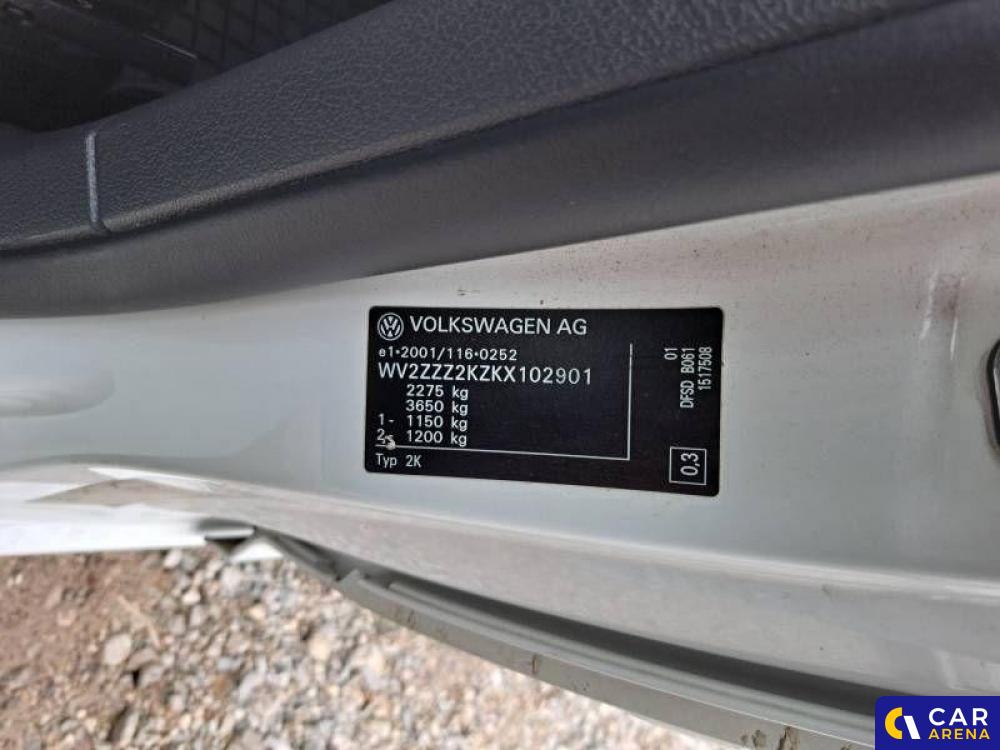 VOLKSWAGEN AG
e1*2001/116*0252
WV2ZZZ2KZKX102901
2275 kg
3650 kg
1- 1150 kg
2- 1200 kg
Typ 2K
01
DFSD B061
1517508
0,3
CAR
ARENA